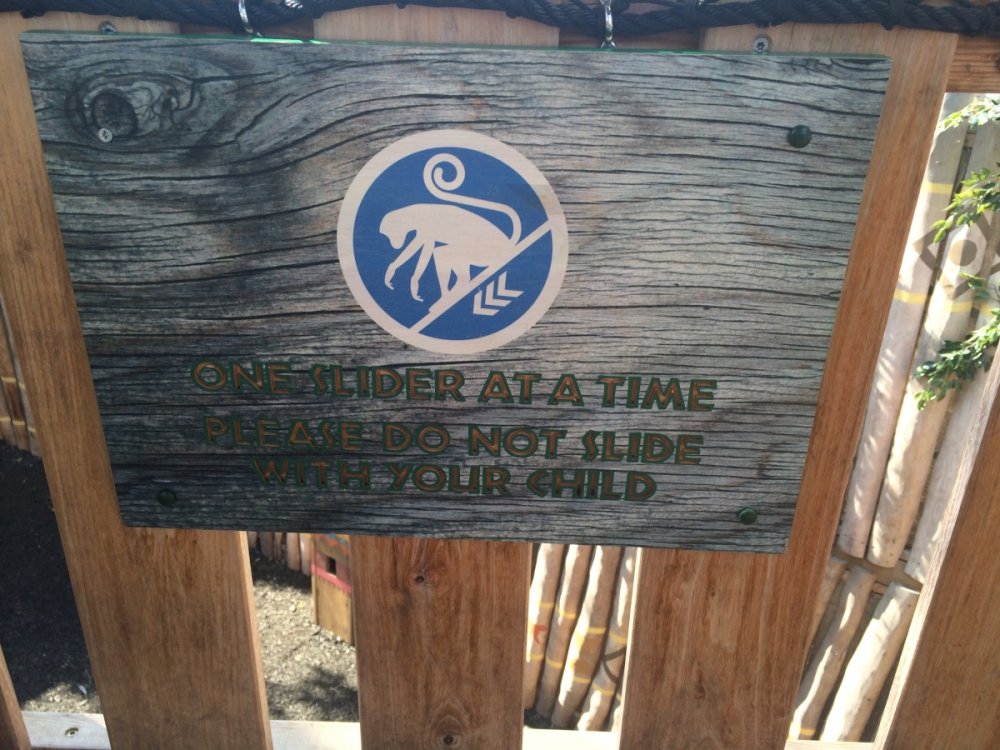 ONE SLIDER AT A TIME
PLEASE DO NOT SLIDE
WITH YOUR CHILD